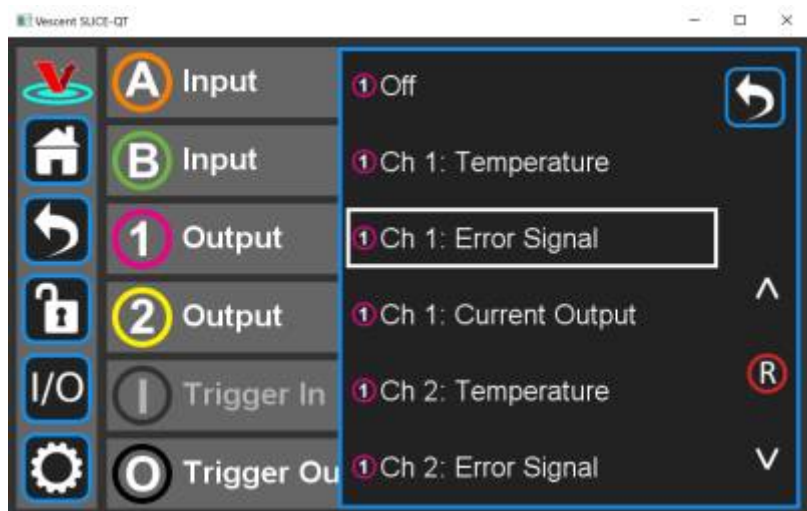 Vescent SLICE-QT
A Input
B Input
1 Output
2 Output
I/O
I Trigger In
O Trigger Ou
1 Off
1 Ch 1: Temperature
1 Ch 1: Error Signal
1 Ch 1: Current Output
1 Ch 2: Temperature
1 Ch 2: Error Signal
R